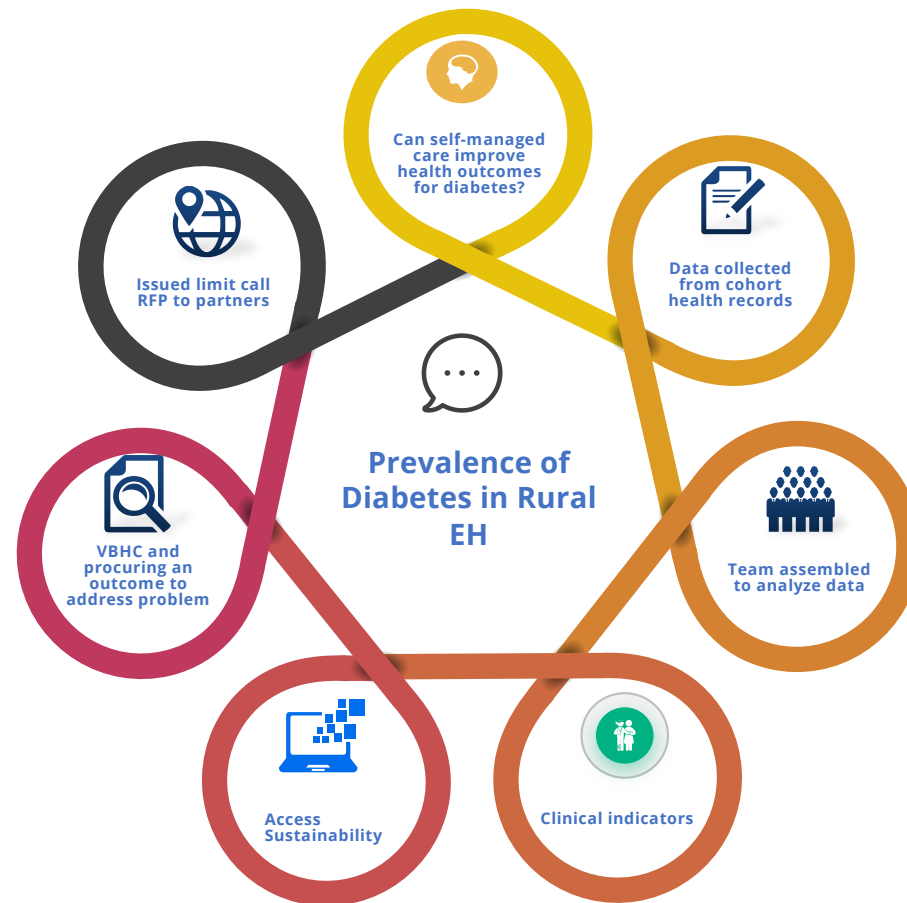 Can self-managed
care improve
health outcomes
for diabetes?
Data collected
from cohort
health records
Team assembled
to analyze data
Clinical indicators
Access
Sustainability
VBHC and
procuring an
outcome to
address problem
Issued limit call
RFP to partners
Prevalence of
Diabetes in Rural
EH